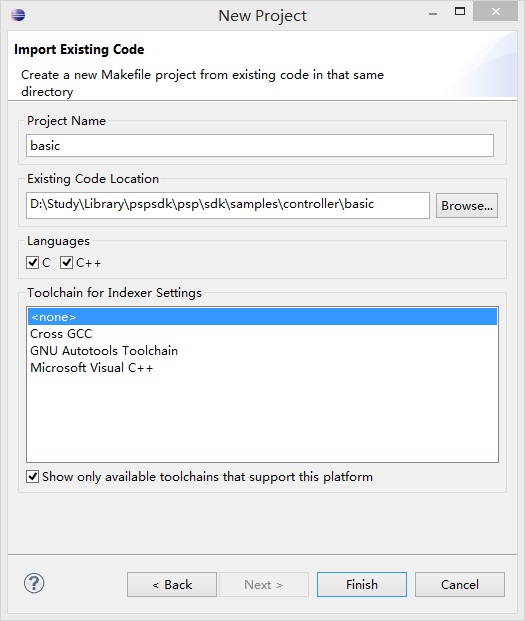 New Project
Import Existing Code
Create a new Makefile project from existing code in that same
directory
Project Name
basic
Existing Code Location
D:\Study\Library\pspsdk\psp\sdk\samples\controller\basic
Browse...
Languages
C
C++
Toolchain for Indexer Settings
<none>
Cross GCC
GNU Autotools Toolchain
Microsoft Visual C++
Show only available toolchains that support this platform
?
< Back
Next >
Finish
Cancel